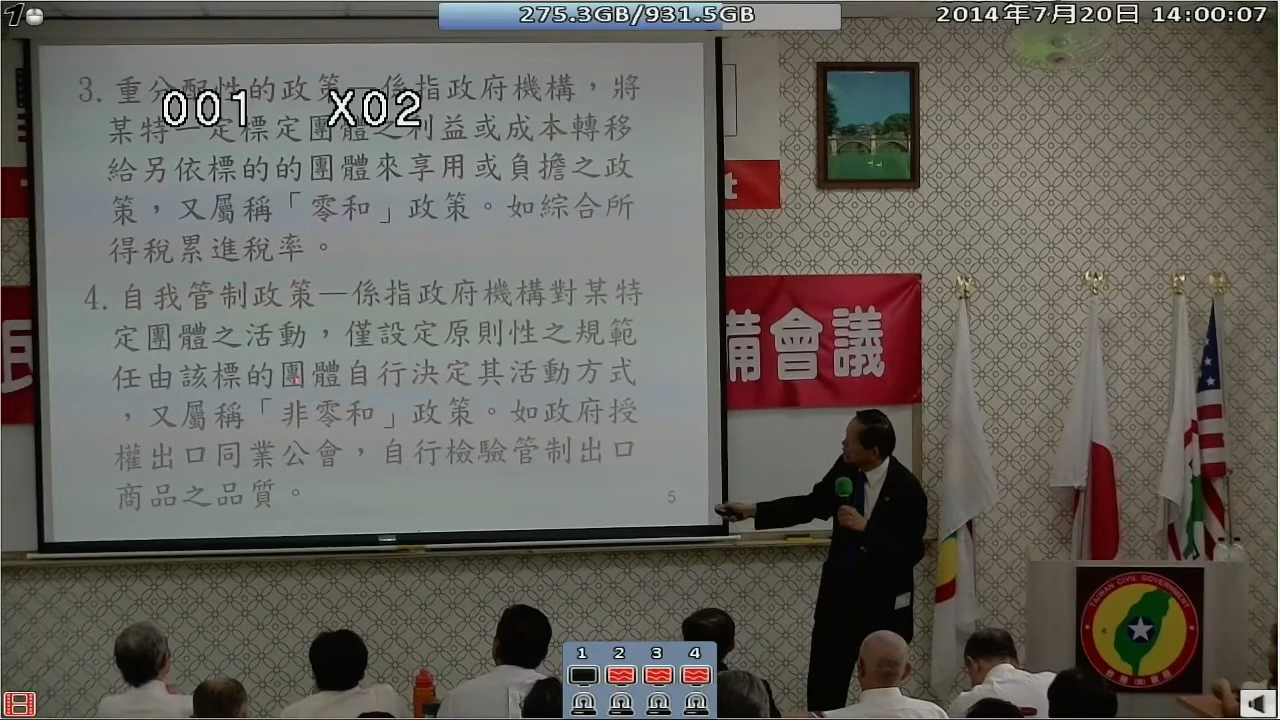 1
275.3GB/931.5GB
2014年7月20日 14:00:07
001 X02
3. 重分配性的政策—係指政府機構，將
某特一定標定團體之利益或成本轉移
給另依標的的團體來享用或負擔之政
策，又屬稱「零和」政策。如綜合所
得稅累進稅率。
4. 自我管制政策—係指政府機構對某特
定團體之活動，僅設定原則性之規範
任由該標的團體自行決定其活動方式
，又屬稱「非零和」政策。如政府授
權出口同業公會，自行檢驗管制出口
商品之品質。
5
t
民
備會議
TAIWAN CIVIL GOVERNMENT
1 2 3 4